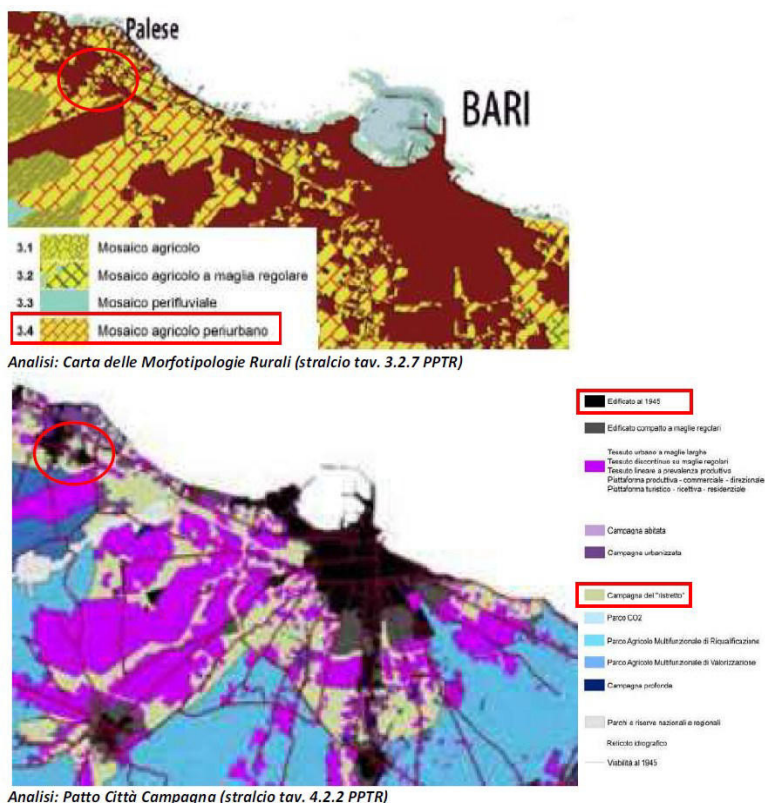 Palese
BARI
3.1 Mosaico agricolo
3.2 Mosaico agricolo a maglia regolare
3.3 Mosaico perifluviale
3.4 Mosaico agricolo periurbano
Analisi: Carta delle Morfotipologie Rurali (stralcio tav. 3.2.7 PPTR)
Edificato al 1945
Edificato compatto a maglie regolari
Tessuto urbano a maglie larghe
Tessuto discontinuo su maglie regolari
Tessuto lineare a prevalenza produttiva
Piattaforma produttiva - commerciale - direzionale
Piattaforma turistico - ricettiva - residenziale
Campagna abitata
Campagna urbanizzata
Campagna del "ristretto"
Parco CO2
Parco Agricolo Multifunzionale di Riqualificazione
Parco Agricolo Multifunzionale di Valorizzazione
Campagna profonda
Parchi e riserve nazionali e regionali
Reticolo idrografico
Viabilità al 1945
Analisi: Patto Città Campagna (stralcio tav. 4.2.2 PPTR)